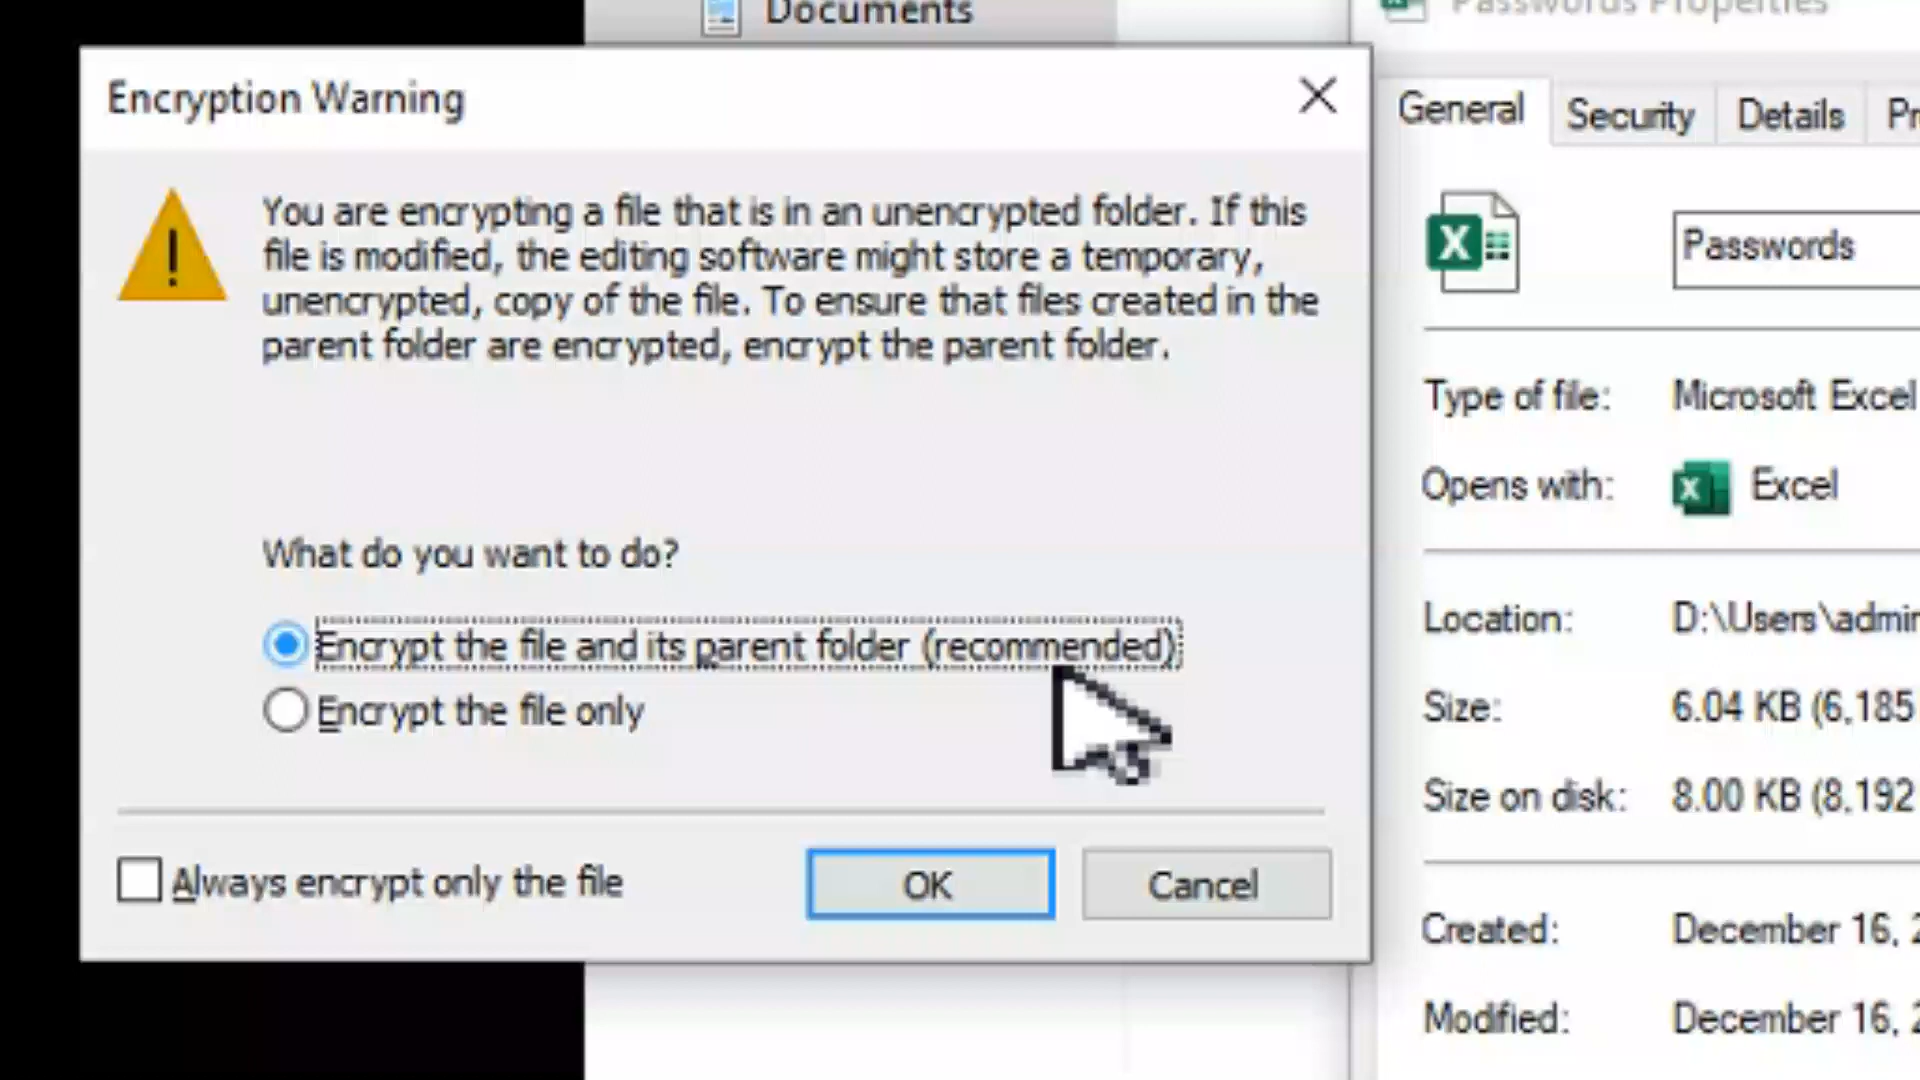 Documents
Passwords Properties
Encryption Warning
General
Security
Details
You are encrypting a file that is in an unencrypted folder. If this
file is modified, the editing software might store a temporary,
unencrypted, copy of the file. To ensure that files created in the
parent folder are encrypted, encrypt the parent folder.
Passwords
Type of file: Microsoft Excel
Opens with: Excel
What do you want to do?
Encrypt the file and its parent folder (recommended)
Encrypt the file only
Location: D:\Users\admin
Size: 6.04 KB (6,185
Size on disk: 8.00 KB (8,192
Always encrypt only the file
OK
Cancel
Created: December 16,
Modified: December 16,